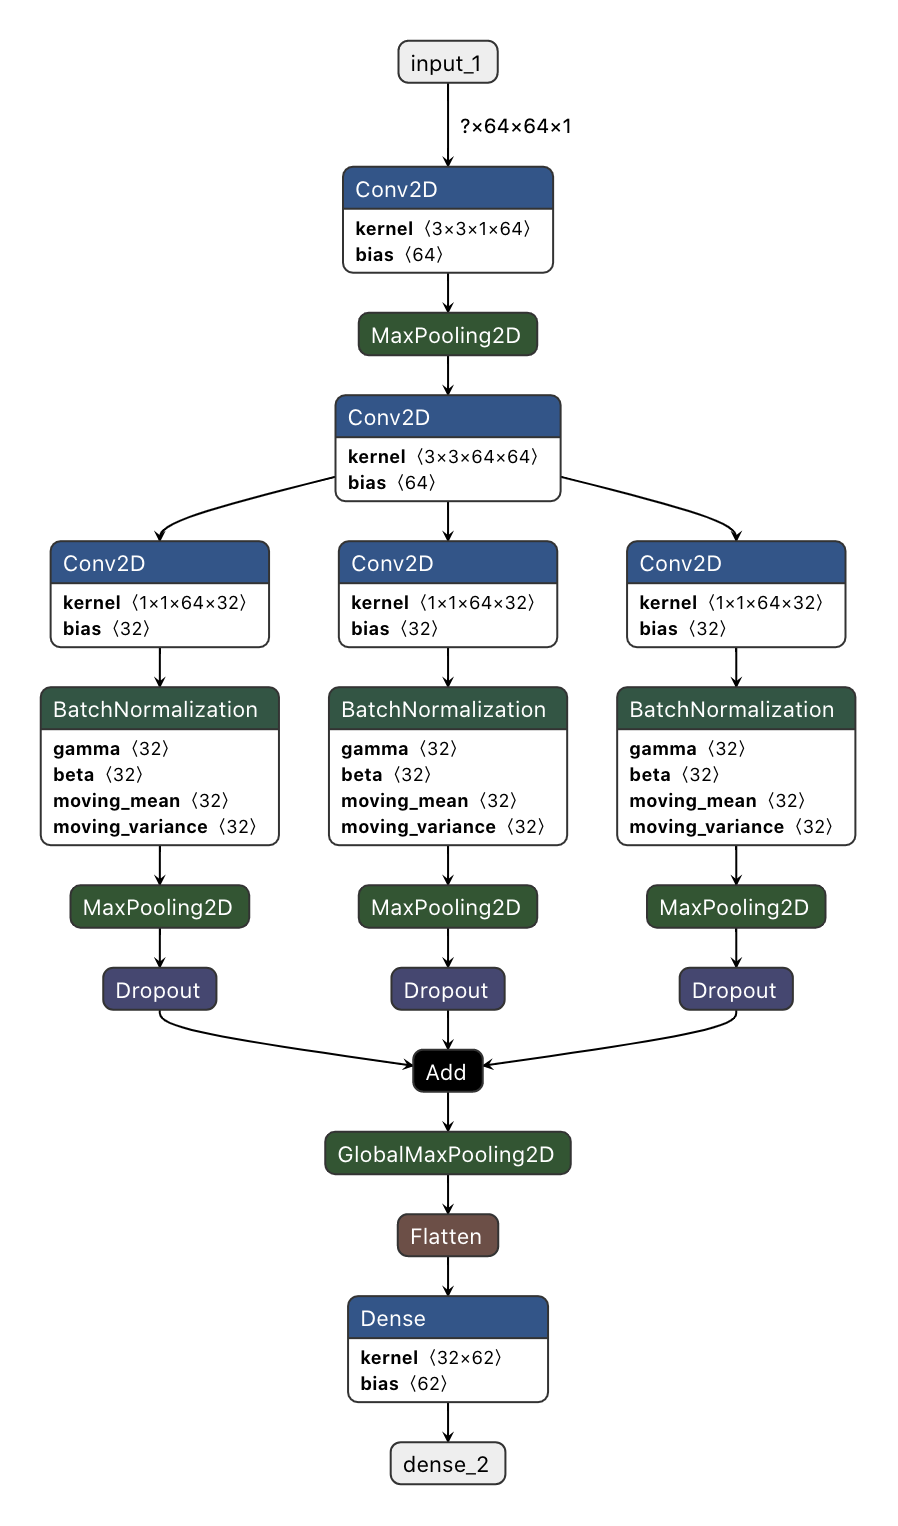 input_1
?×64×64×1
Conv2D
kernel 〈3×3×1×64〉
bias 〈64〉
MaxPooling2D
Conv2D
kernel 〈3×3×64×64〉
bias 〈64〉
Conv2D
kernel 〈1×1×64×32〉
bias 〈32〉
BatchNormalization
gamma 〈32〉
beta 〈32〉
moving_mean 〈32〉
moving_variance 〈32〉
MaxPooling2D
Dropout
Conv2D
kernel 〈1×1×64×32〉
bias 〈32〉
BatchNormalization
gamma 〈32〉
beta 〈32〉
moving_mean 〈32〉
moving_variance 〈32〉
MaxPooling2D
Dropout
Conv2D
kernel 〈1×1×64×32〉
bias 〈32〉
BatchNormalization
gamma 〈32〉
beta 〈32〉
moving_mean 〈32〉
moving_variance 〈32〉
MaxPooling2D
Dropout
Add
GlobalMaxPooling2D
Flatten
Dense
kernel 〈32×62〉
bias 〈62〉
dense_2